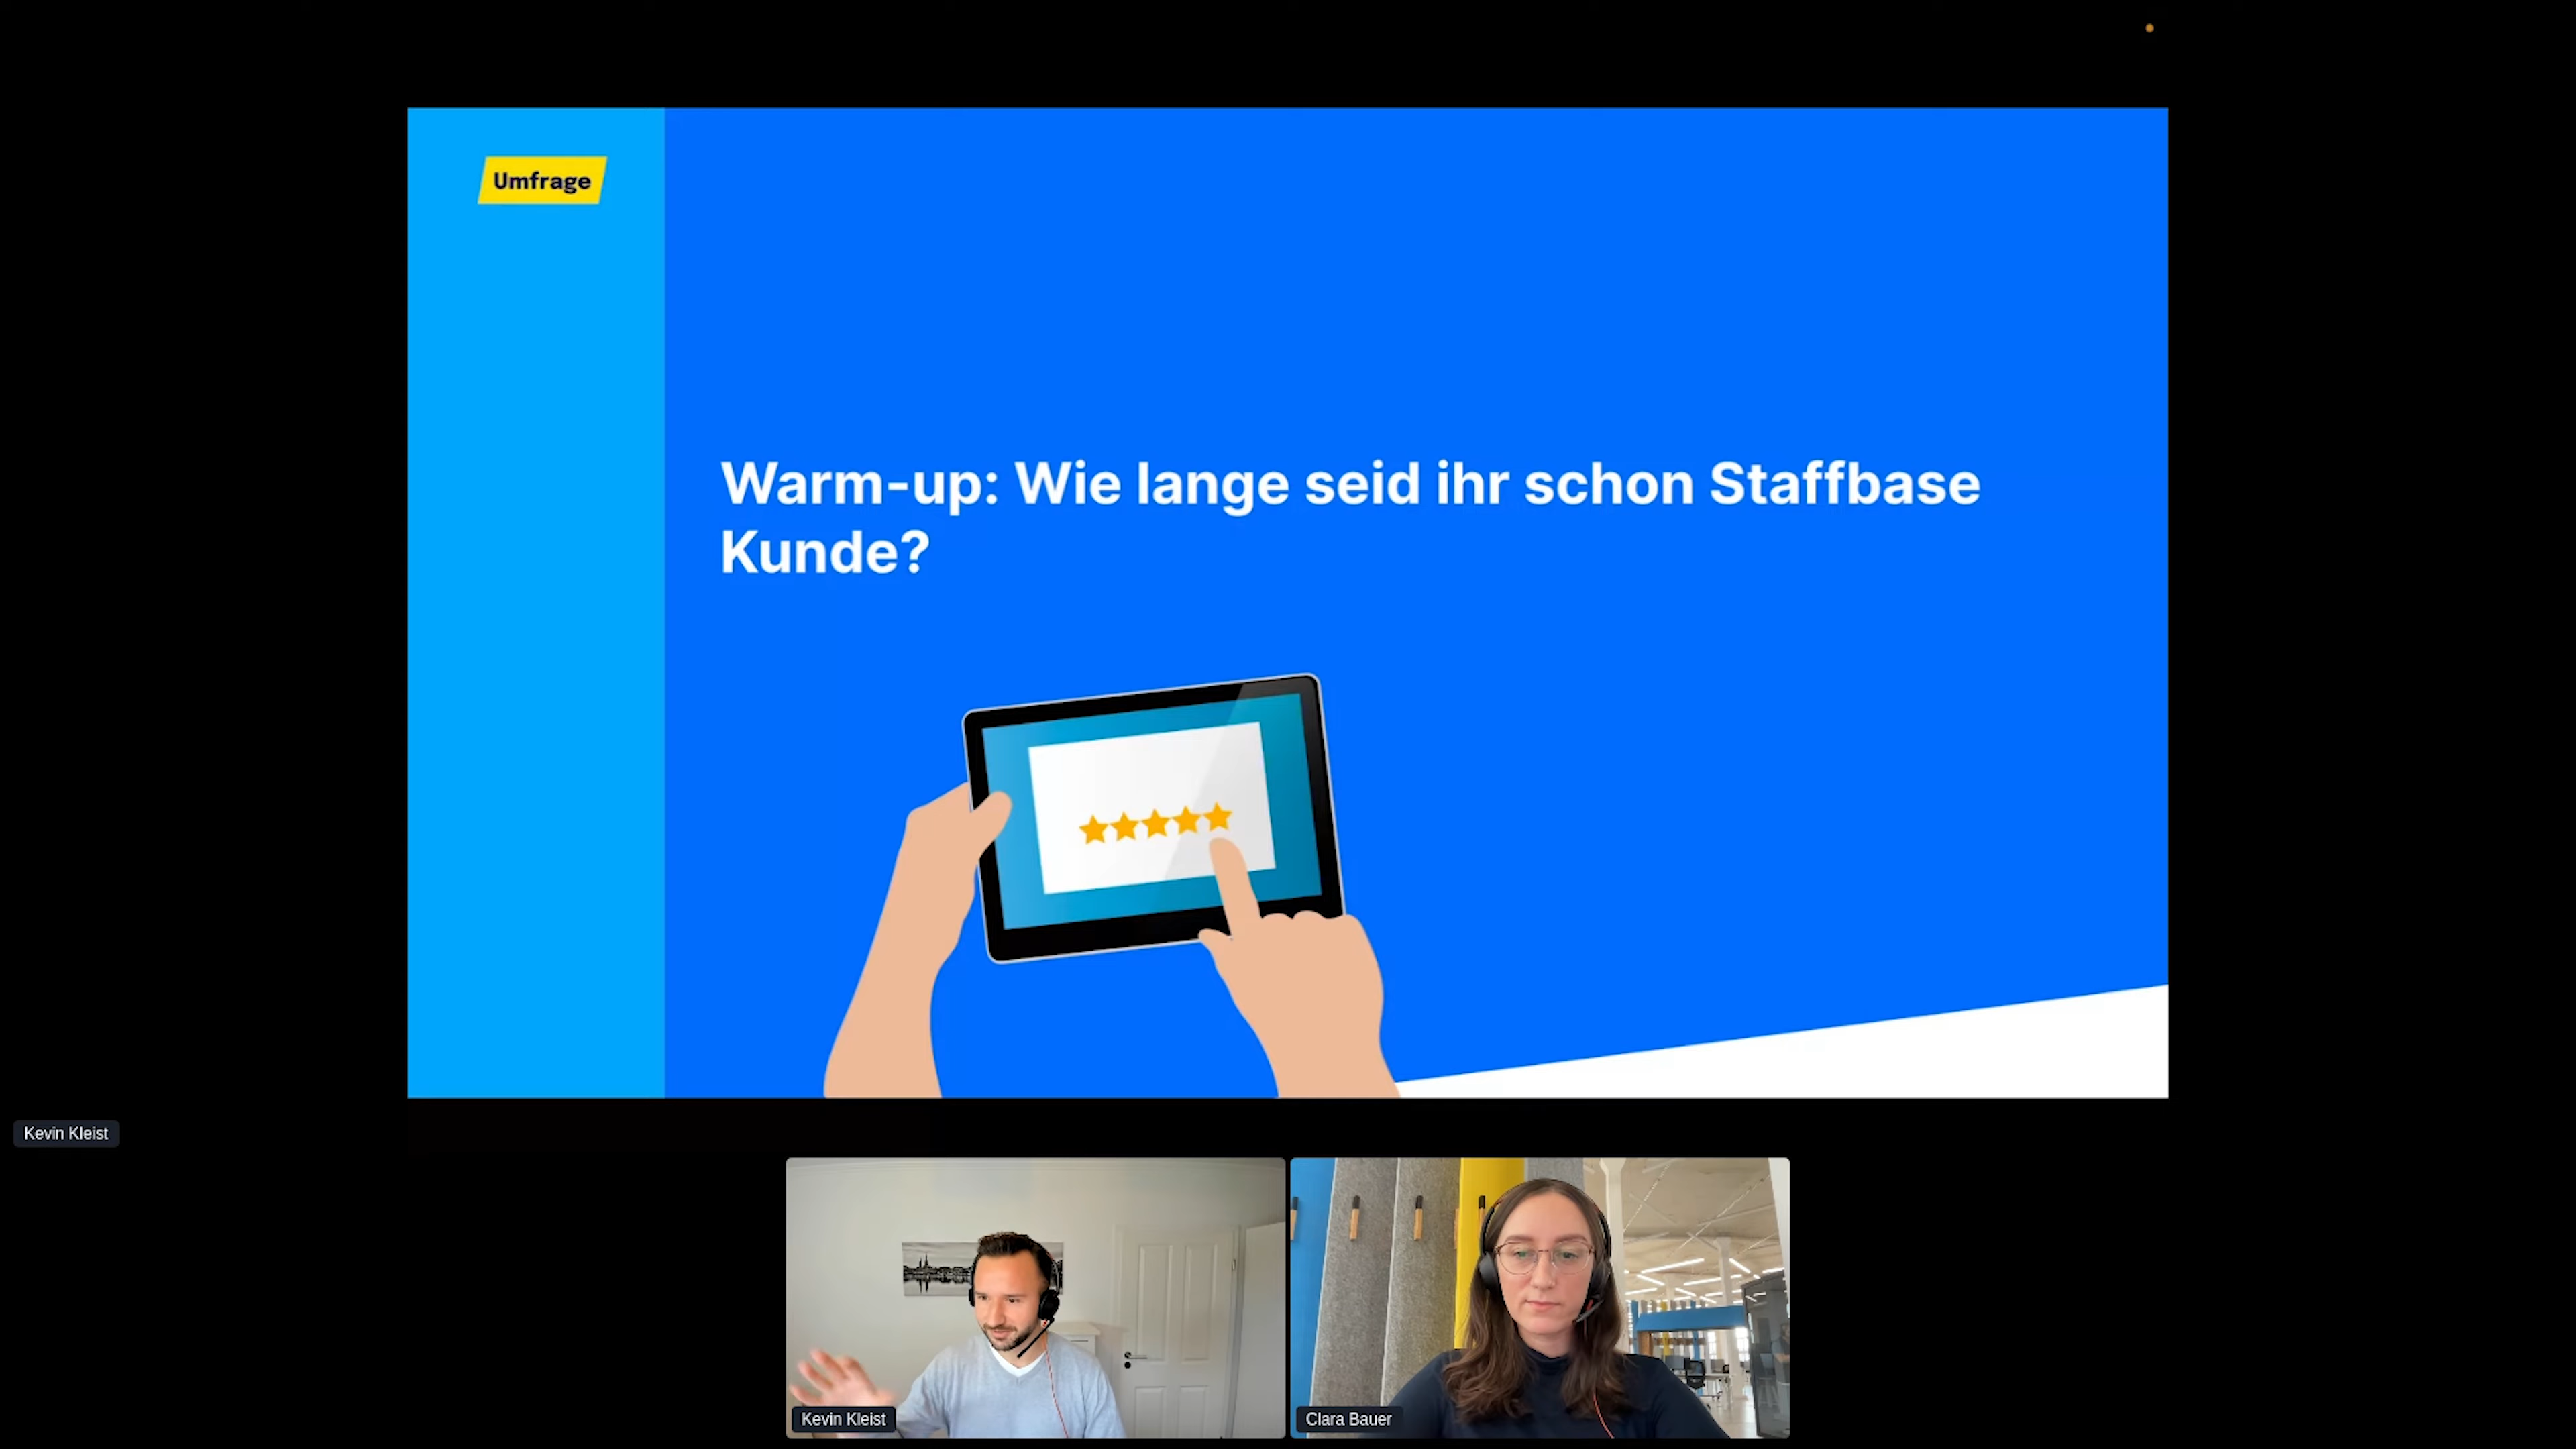 Umfrage
Warm-up: Wie lange seid ihr schon Staffbase
Kunde?
Kevin Kleist
Kevin Kleist
Clara Bauer